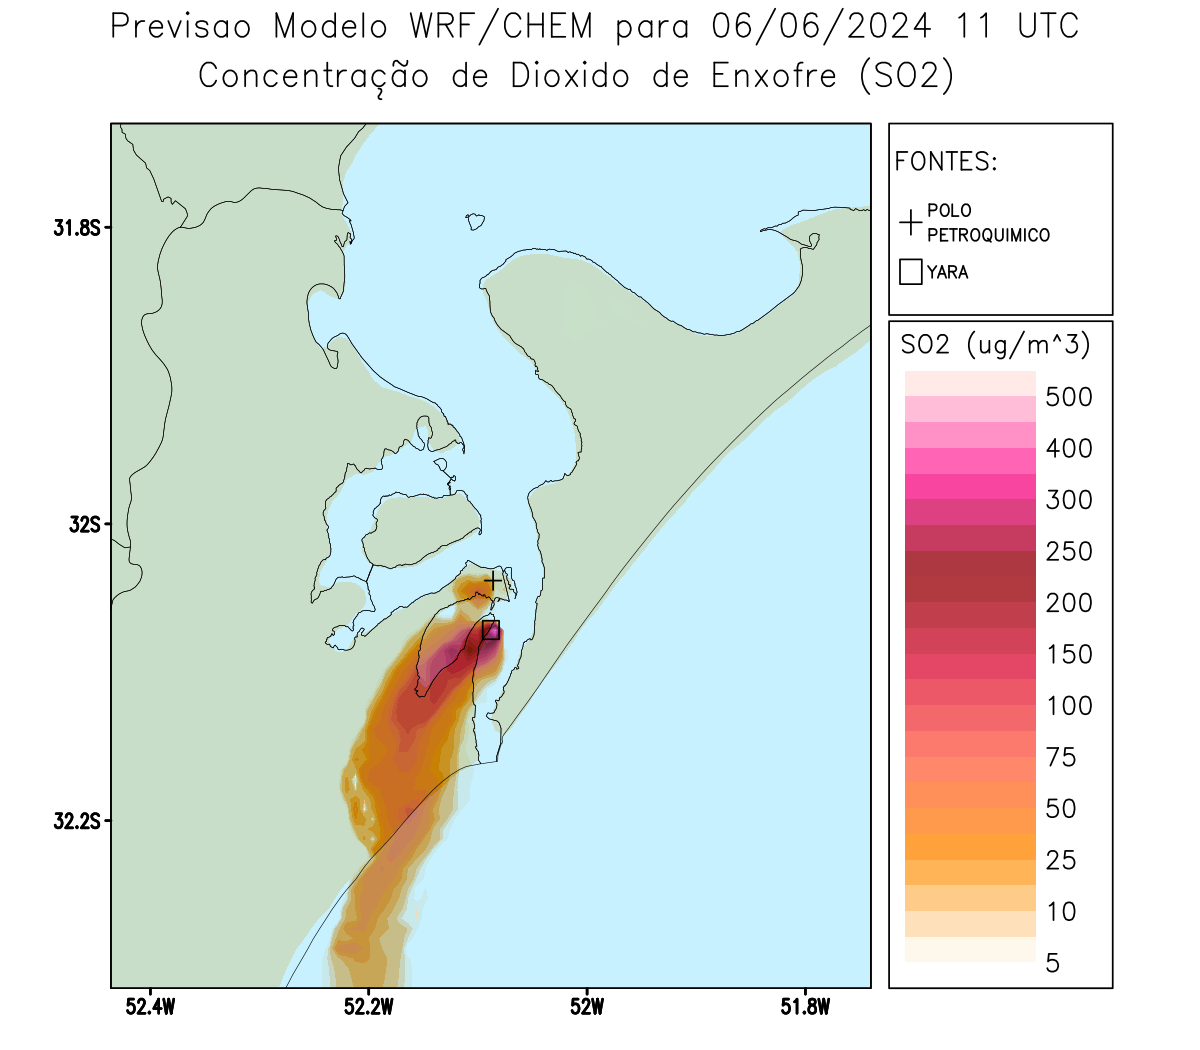 Previsao Modelo WRF/CHEM para 06/06/2024 11 UTC
Concentração de Dioxido de Enxofre (SO2)
FONTES:
POLO
PETROQUIMICO
YARA
31.8S
32S
32.2S
52.4W
52.2W
52W
51.8W
SO2 (ug/m^3)
500
400
300
250
200
150
100
75
50
25
10
5